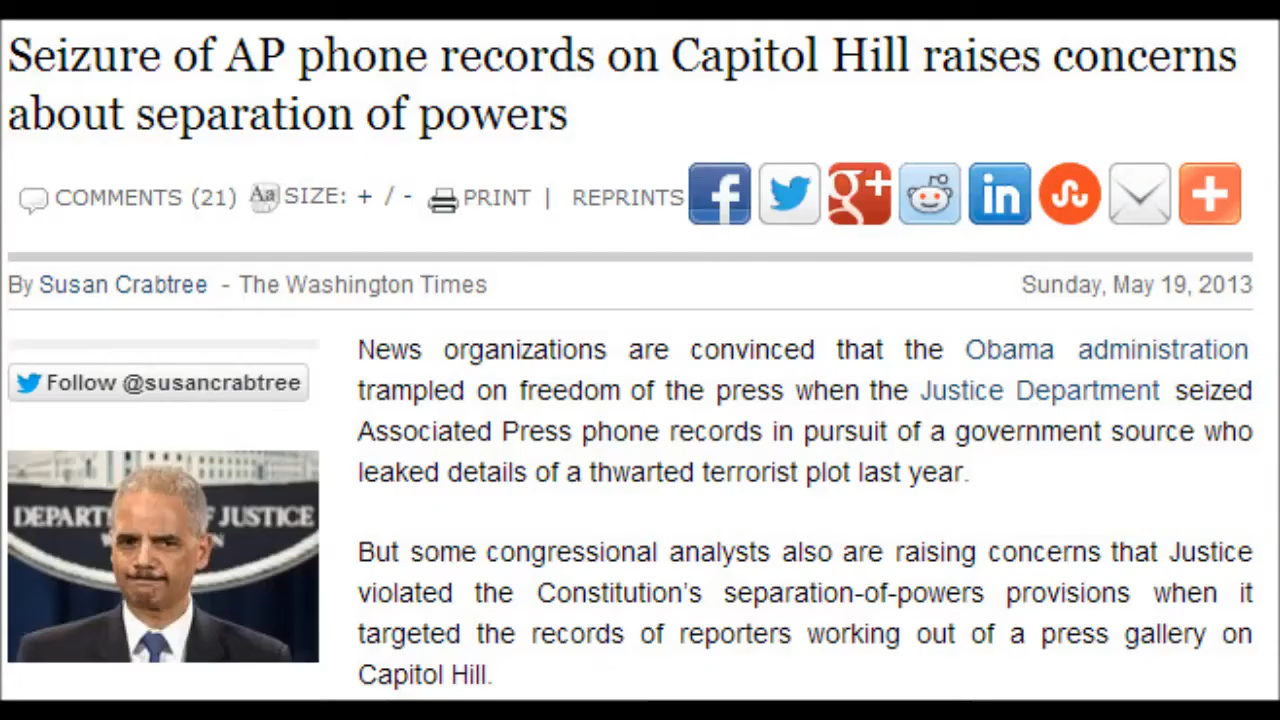 Seizure of AP phone records on Capitol Hill raises concerns
about separation of powers
COMMENTS (21) Aa SIZE: + / - PRINT | REPRINTS f g+ in +
By Susan Crabtree - The Washington Times Sunday, May 19, 2013
Follow @susancrabtree
News organizations are convinced that the Obama administration
trampled on freedom of the press when the Justice Department seized
Associated Press phone records in pursuit of a government source who
leaked details of a thwarted terrorist plot last year.
DEPART F JUSTICE
But some congressional analysts also are raising concerns that Justice
violated the Constitution's separation-of-powers provisions when it
targeted the records of reporters working out of a press gallery on
Capitol Hill.